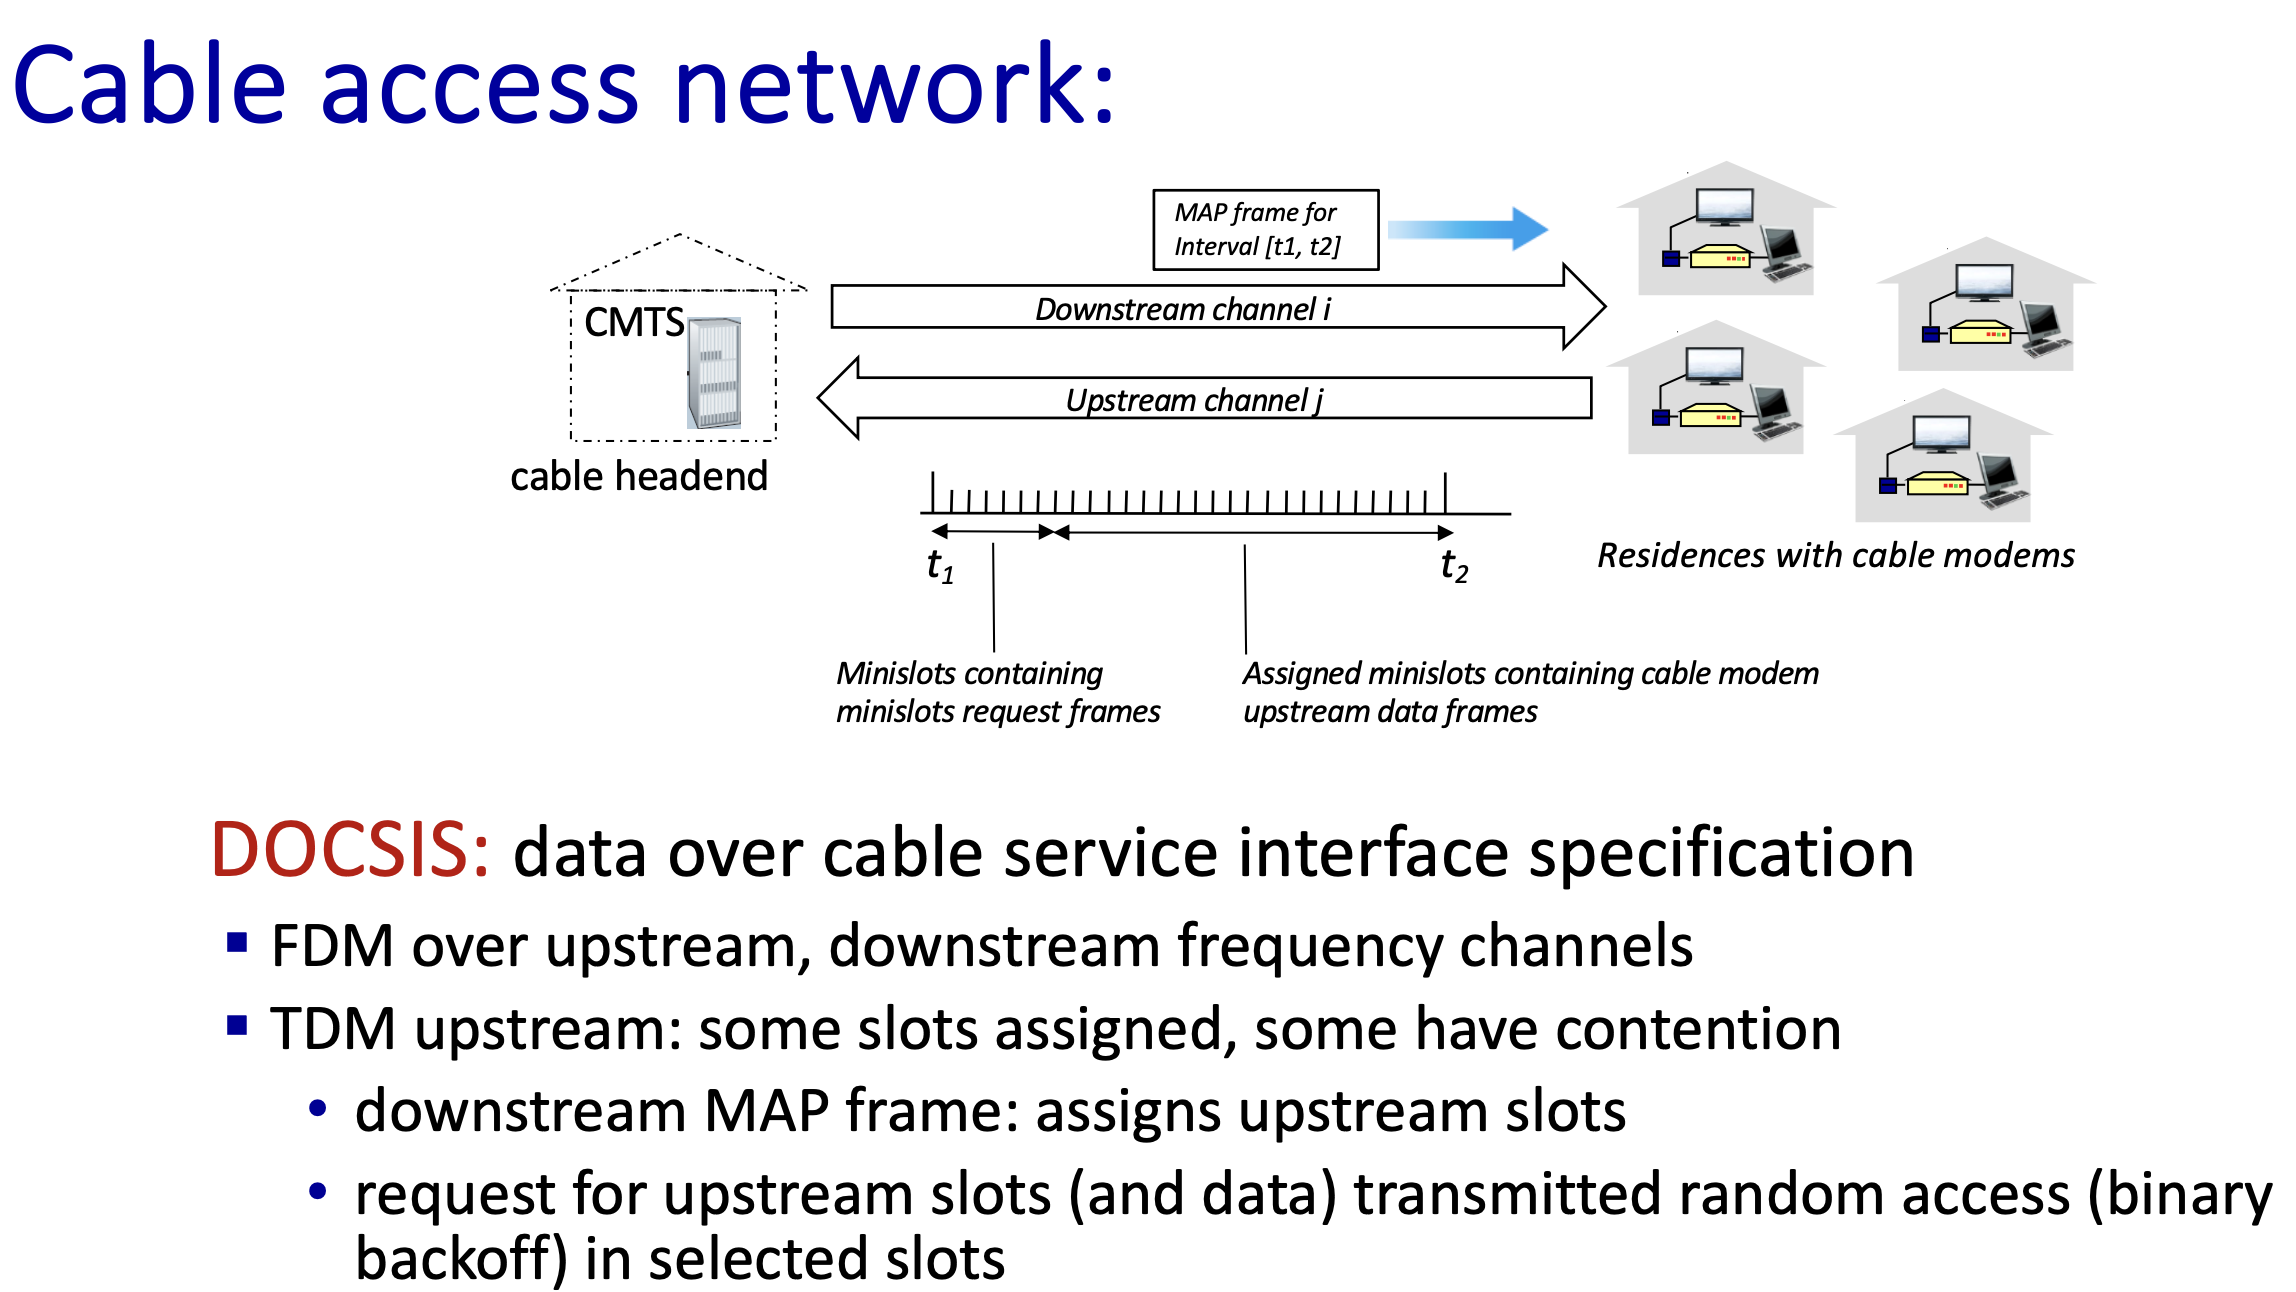 Cable access network:
MAP frame for
Interval [t1, t2]
CMTS
Downstream channel i
Upstream channel j
cable headend
t1
t2
Residences with cable modems
Minislots containing
minislots request frames
Assigned minislots containing cable modem
upstream data frames
DOCSIS: data over cable service interface specification
▪ FDM over upstream, downstream frequency channels
▪ TDM upstream: some slots assigned, some have contention
• downstream MAP frame: assigns upstream slots
• request for upstream slots (and data) transmitted random access (binary
backoff) in selected slots